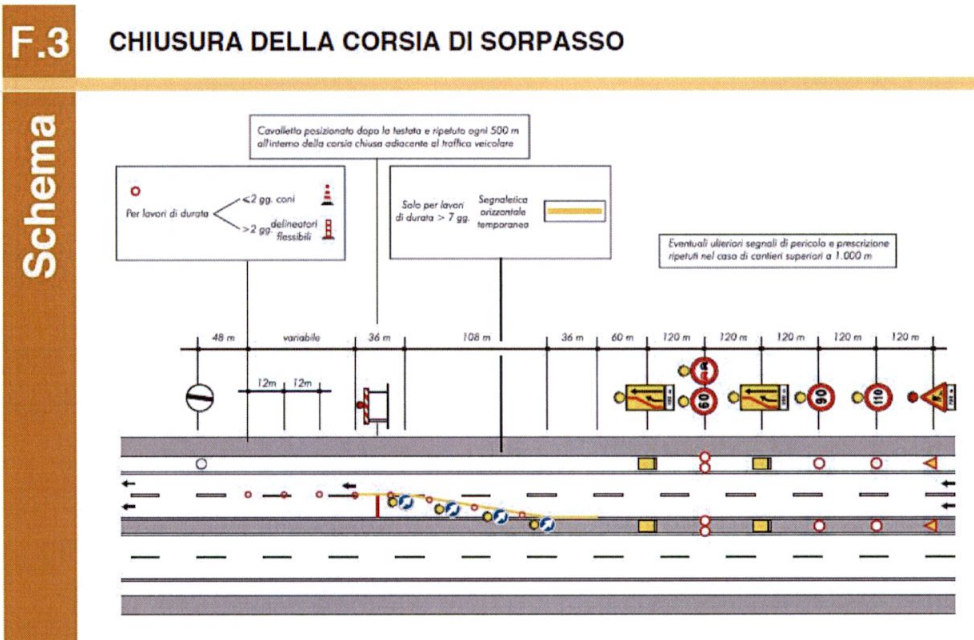 F.3 CHIUSURA DELLA CORSIA DI SORPASSO
Schema
Cavalletto posizionato dopo la testata e ripetuto ogni 500 m
all'interno della corsia chiusa adiacente al traffico veicolare
Per lavori di durata
<2 gg. coni
>2 gg. delineatori
flessibili
Solo per lavori
di durata > 7 gg.
Segnaletica
orizzontale
temporanea
Eventuali ulteriori segnali di pericolo e prescrizione
ripetuti nel caso di cantieri superiori a 1.000 m
48 m variabile 36 m 108 m 36 m 60 m 120 m 120 m 120 m 120 m 120 m
12m 12m
60 90 110